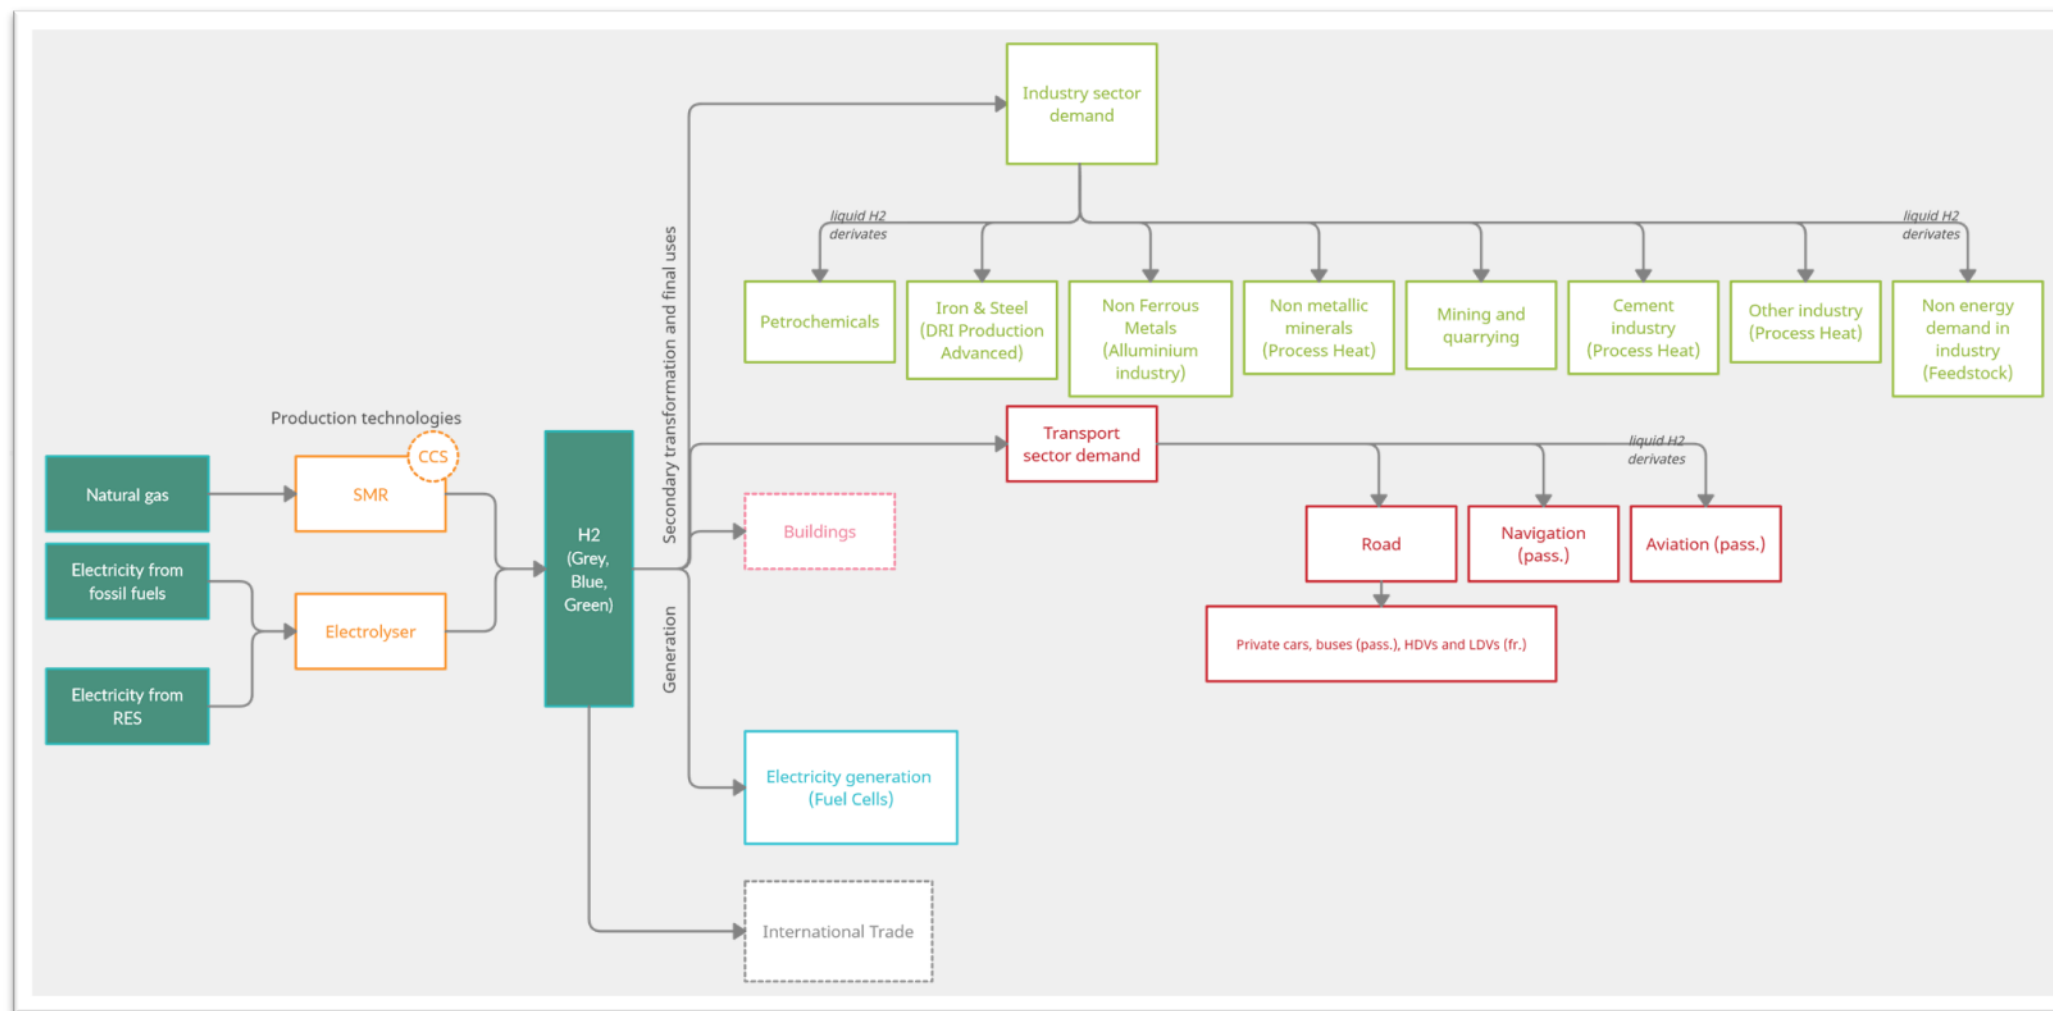 Industry sector
demand
liquid H2
derivates
liquid H2
derivates
Petrochemicals
Iron & Steel
(DRI Production
Advanced)
Non Ferrous
Metals
(Alluminium
industry)
Non metallic
minerals
(Process Heat)
Mining and
quarrying
Cement
industry
(Process Heat)
Other industry
(Process Heat)
Non energy
demand in
industry
(Feedstock)
Secondary transformation and final uses
Production technologies
CCS
Natural gas
SMR
Electricity from
fossil fuels
Electrolyser
Electricity from
RES
H2
(Grey,
Blue,
Green)
Transport
sector demand
liquid H2
derivates
Buildings
Road
Navigation
(pass.)
Aviation (pass.)
Private cars, buses (pass.), HDVs and LDVs (fr.)
Generation
Electricity generation
(Fuel Cells)
International Trade